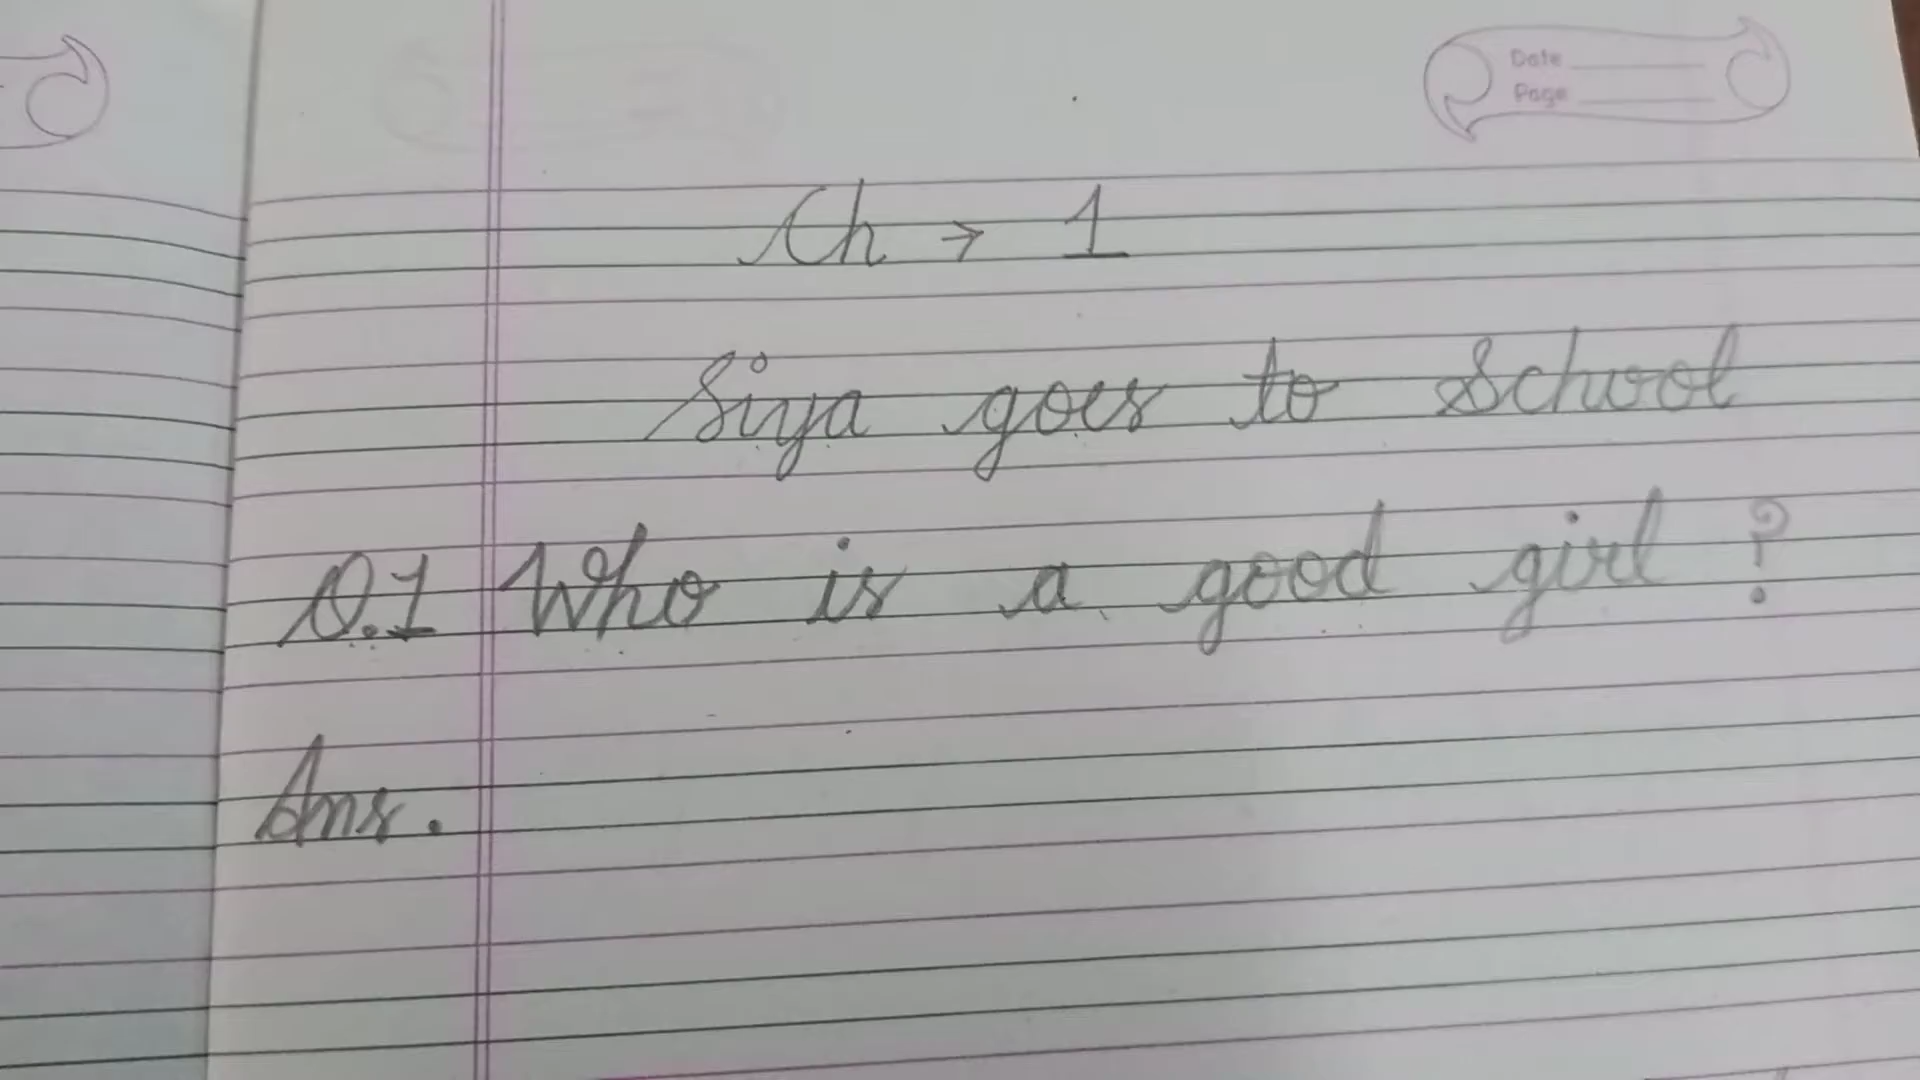 Date
Page
Ch → 1
Siya goes to School
Q.1 Who is a good girl ?
Ans.